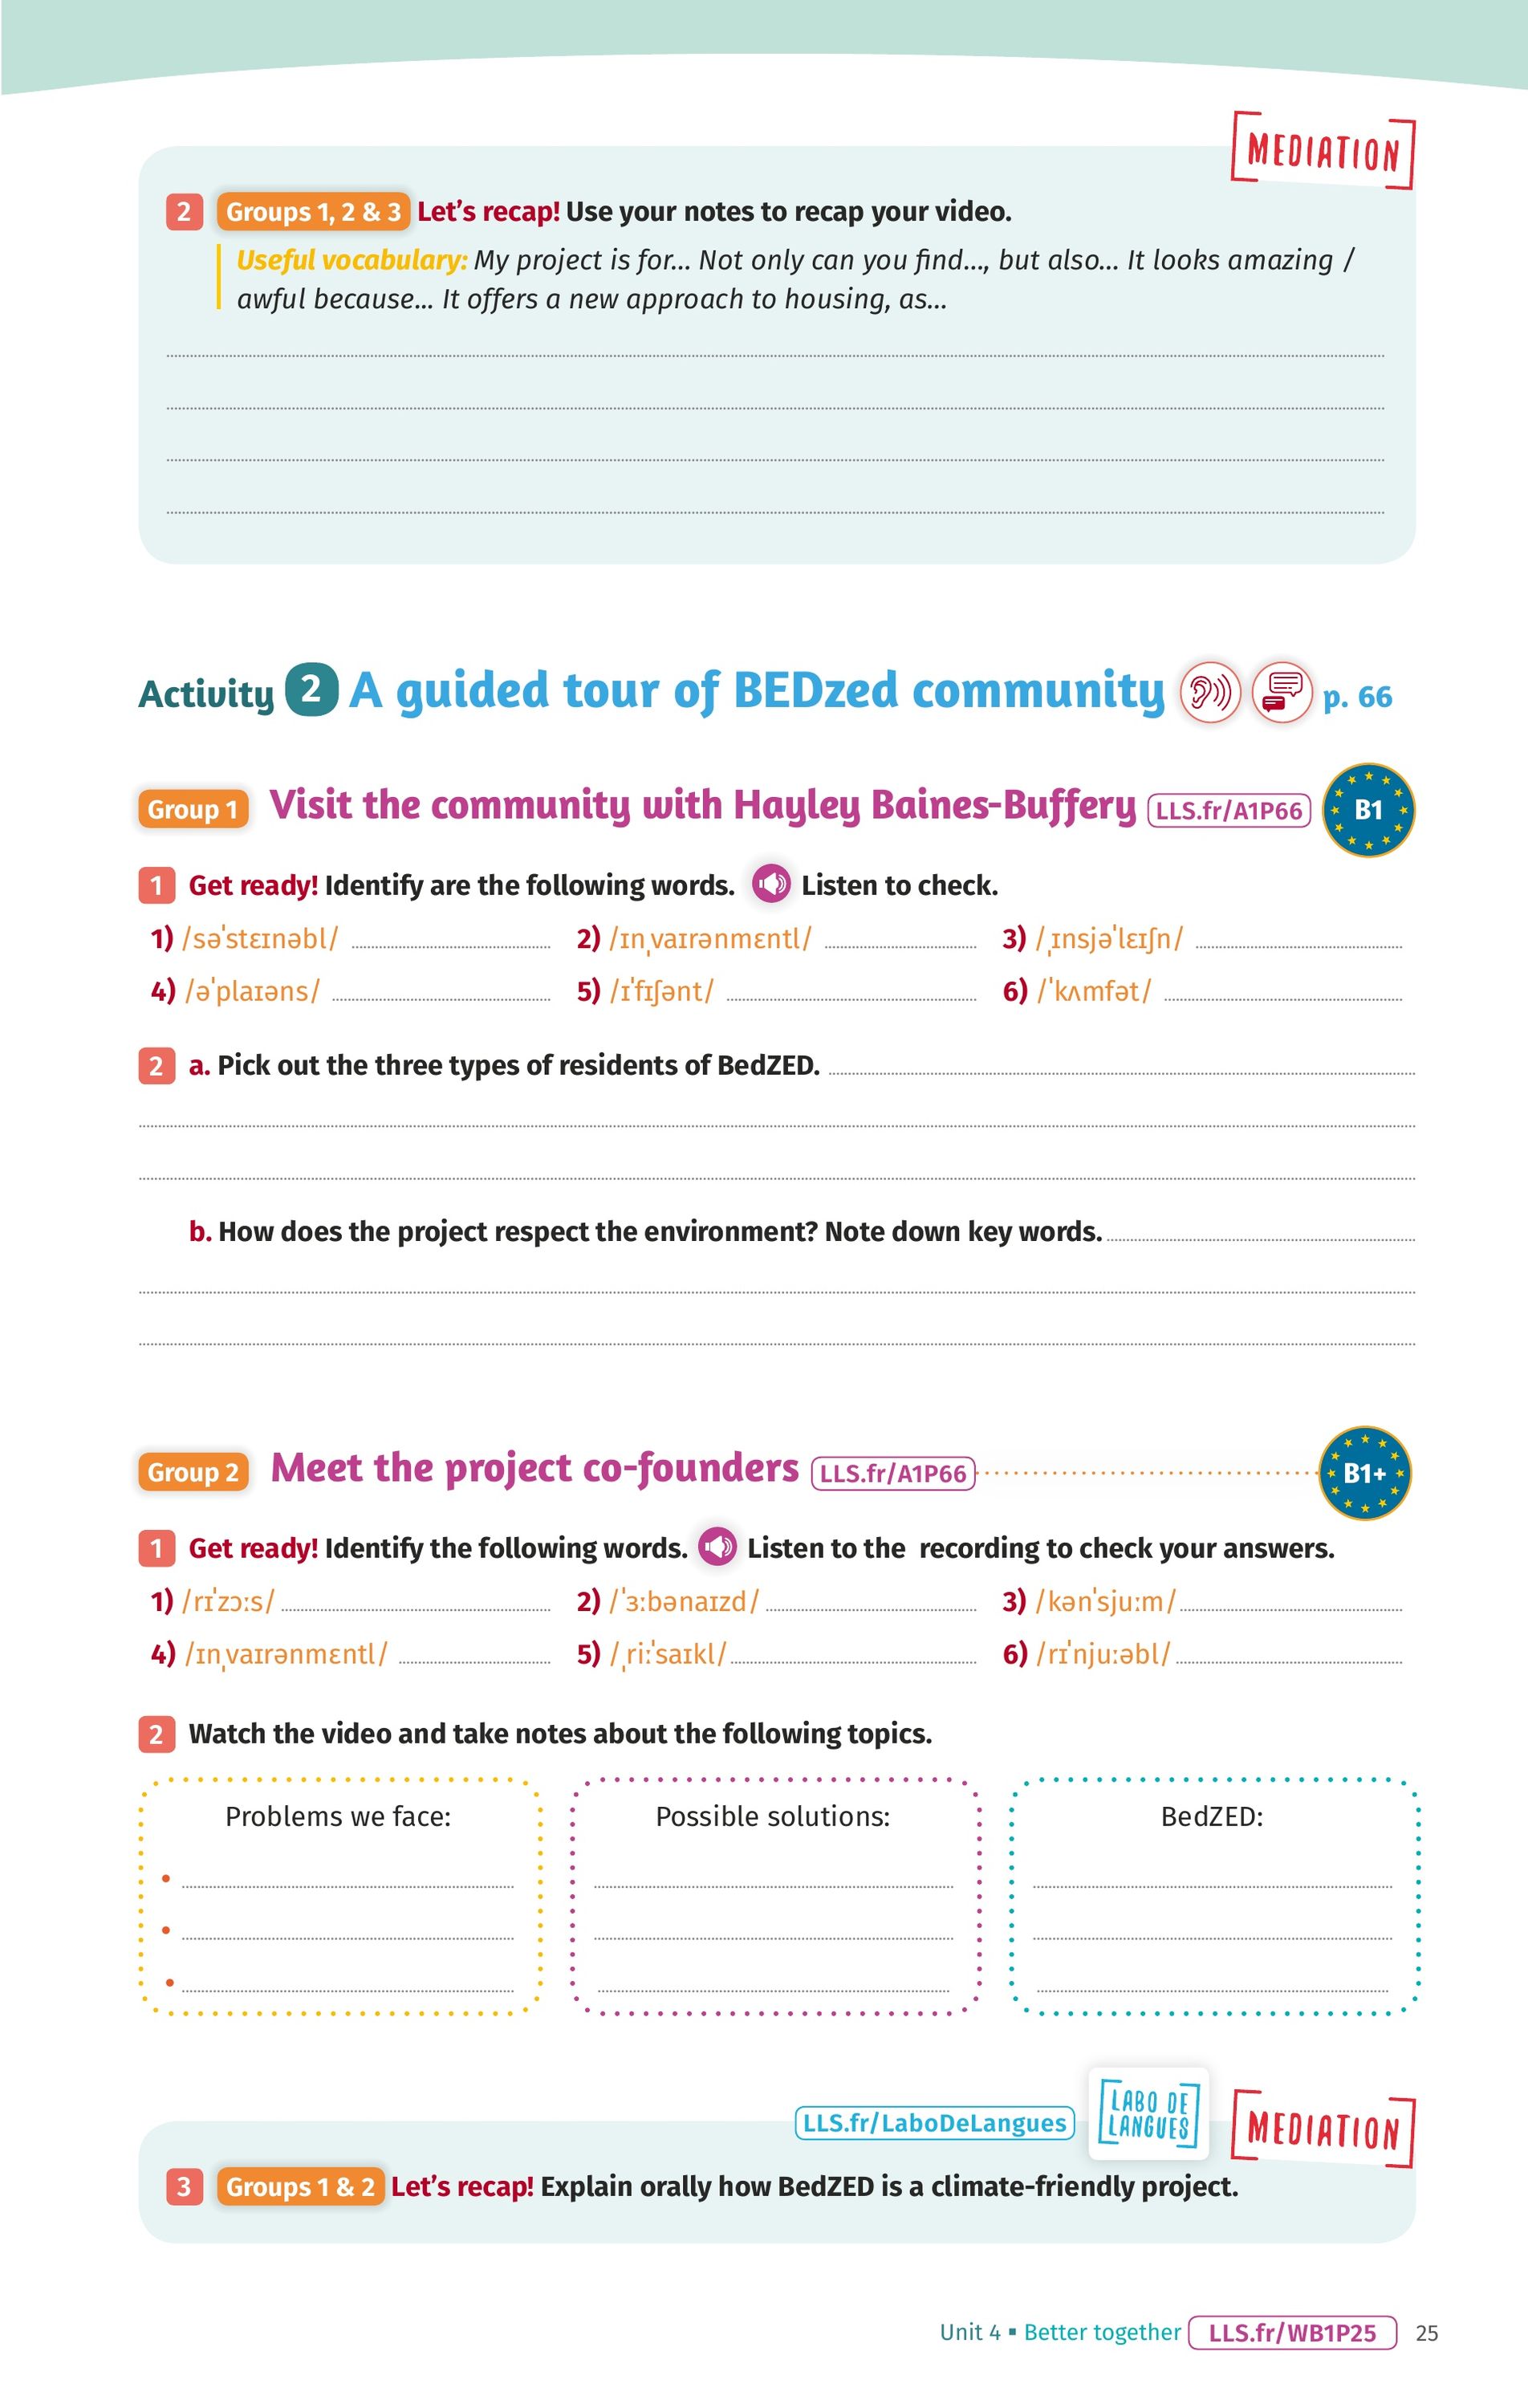 MEDIATION
2 Groups 1, 2 & 3 Let's recap! Use your notes to recap your video.
Useful vocabulary: My project is for... Not only can you find..., but also... It looks amazing /
awful because... It offers a new approach to housing, as...
Activity 2 A guided tour of BEDzed community p. 66
Group 1 Visit the community with Hayley Baines-Buffery LLS.fr/A1P66 B1
1 Get ready! Identify are the following words. Listen to check.
1) /səˈstɛɪnəbl/ 2) /ɪnˌvaɪrənmɛntl/ 3) /ˌɪnsjəˈlɛɪʃn/
4) /əˈplaɪəns/ 5) /ɪˈfɪʃənt/ 6) /ˈkʌmfət/
2 a. Pick out the three types of residents of BedZED.
b. How does the project respect the environment? Note down key words.
Group 2 Meet the project co-founders LLS.fr/A1P66 B1+
1 Get ready! Identify the following words. Listen to the recording to check your answers.
1) /rɪˈzɔːs/ 2) /ˈɜːbənaɪzd/ 3) /kənˈsjuːm/
4) /ɪnˌvaɪrənmɛntl/ 5) /ˌriːˈsaɪkl/ 6) /rɪˈnjuːəbl/
2 Watch the video and take notes about the following topics.
Problems we face: Possible solutions: BedZED:
LLS.fr/LaboDeLangues LABO DE LANGUES MEDIATION
3 Groups 1 & 2 Let's recap! Explain orally how BedZED is a climate-friendly project.
Unit 4 ▪ Better together LLS.fr/WB1P25 25